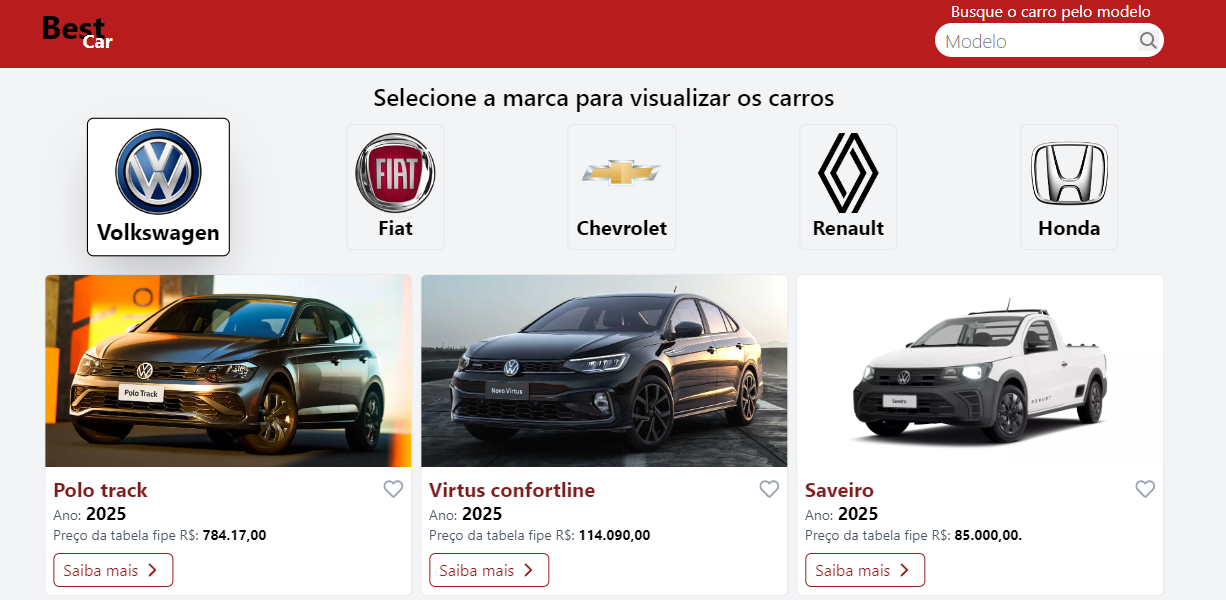 Best
Car
Busque o carro pelo modelo
Modelo
Selecione a marca para visualizar os carros
FIAT
Volkswagen
Fiat
Chevrolet
Renault
Honda
Polo Track
Novo Virtus
Saveiro
ROBUST
Polo track
Ano: 2025
Preço da tabela fipe R$: 784.17,00
Saiba mais
Virtus confortline
Ano: 2025
Preço da tabela fipe R$: 114.090,00
Saiba mais
Saveiro
Ano: 2025
Preço da tabela fipe R$: 85.000,00.
Saiba mais